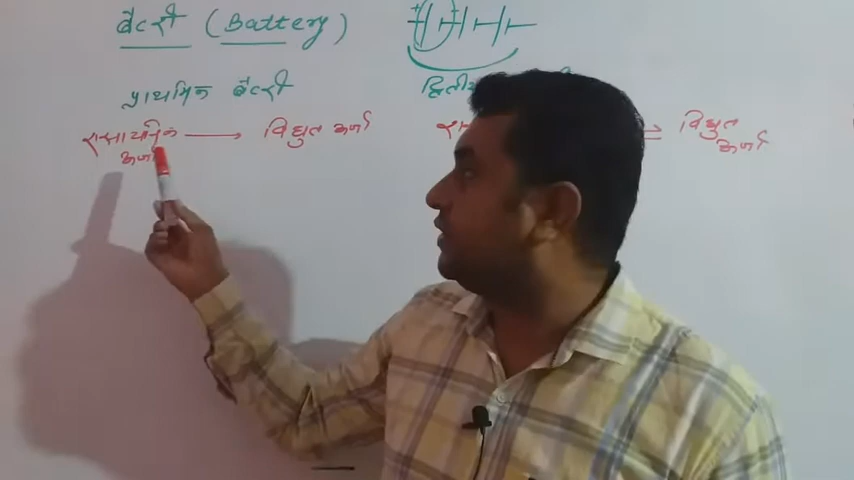 बैटरी (Battery)
प्राथमिक बैटरी
रासायनिक → विद्युत ऊर्जा
ऊर्जा
विद्युत
ऊर्जा